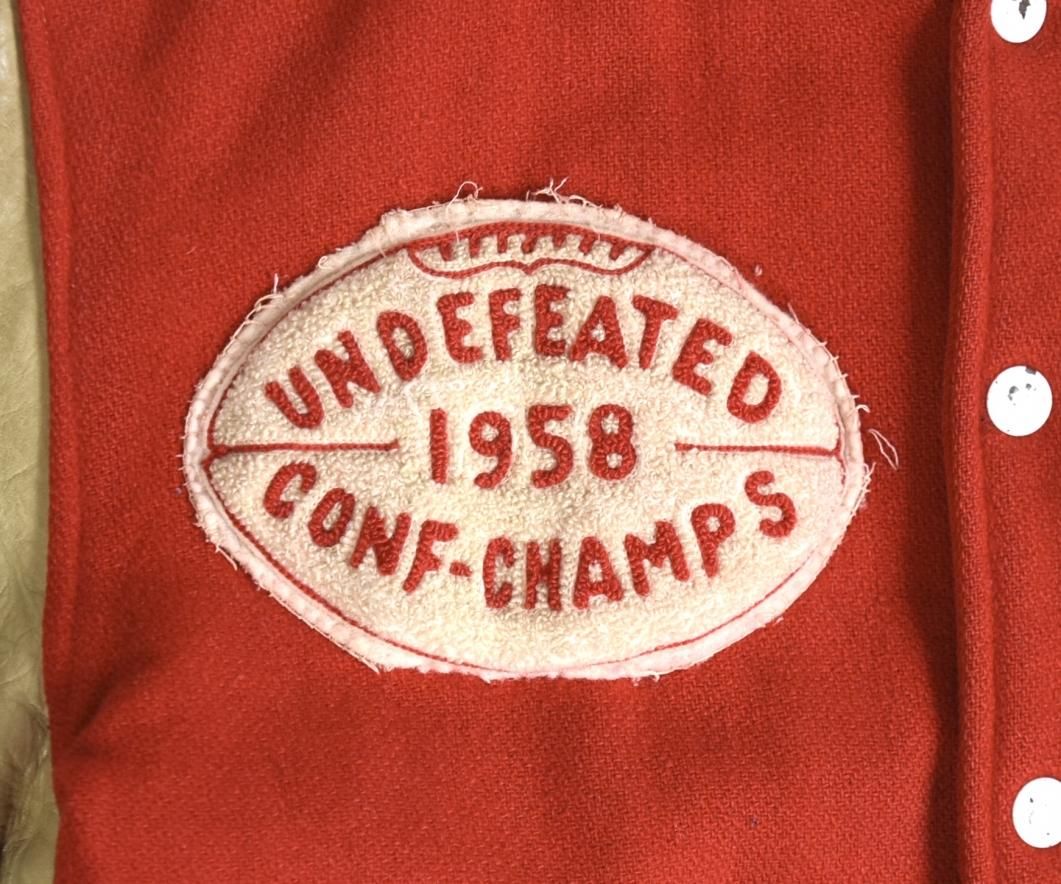 UNDEFEATED
1958
CONF-CHAMPS